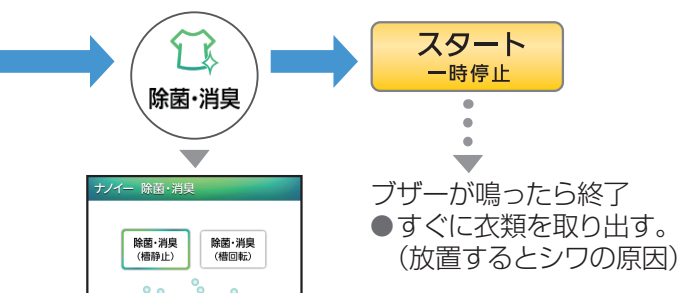 除菌・消臭
スタート
一時停止
ナノイー 除菌・消臭
除菌・消臭
(槽静止)
除菌・消臭
(槽回転)
ブザーが鳴ったら終了
●すぐに衣類を取り出す。
(放置するとシワの原因)